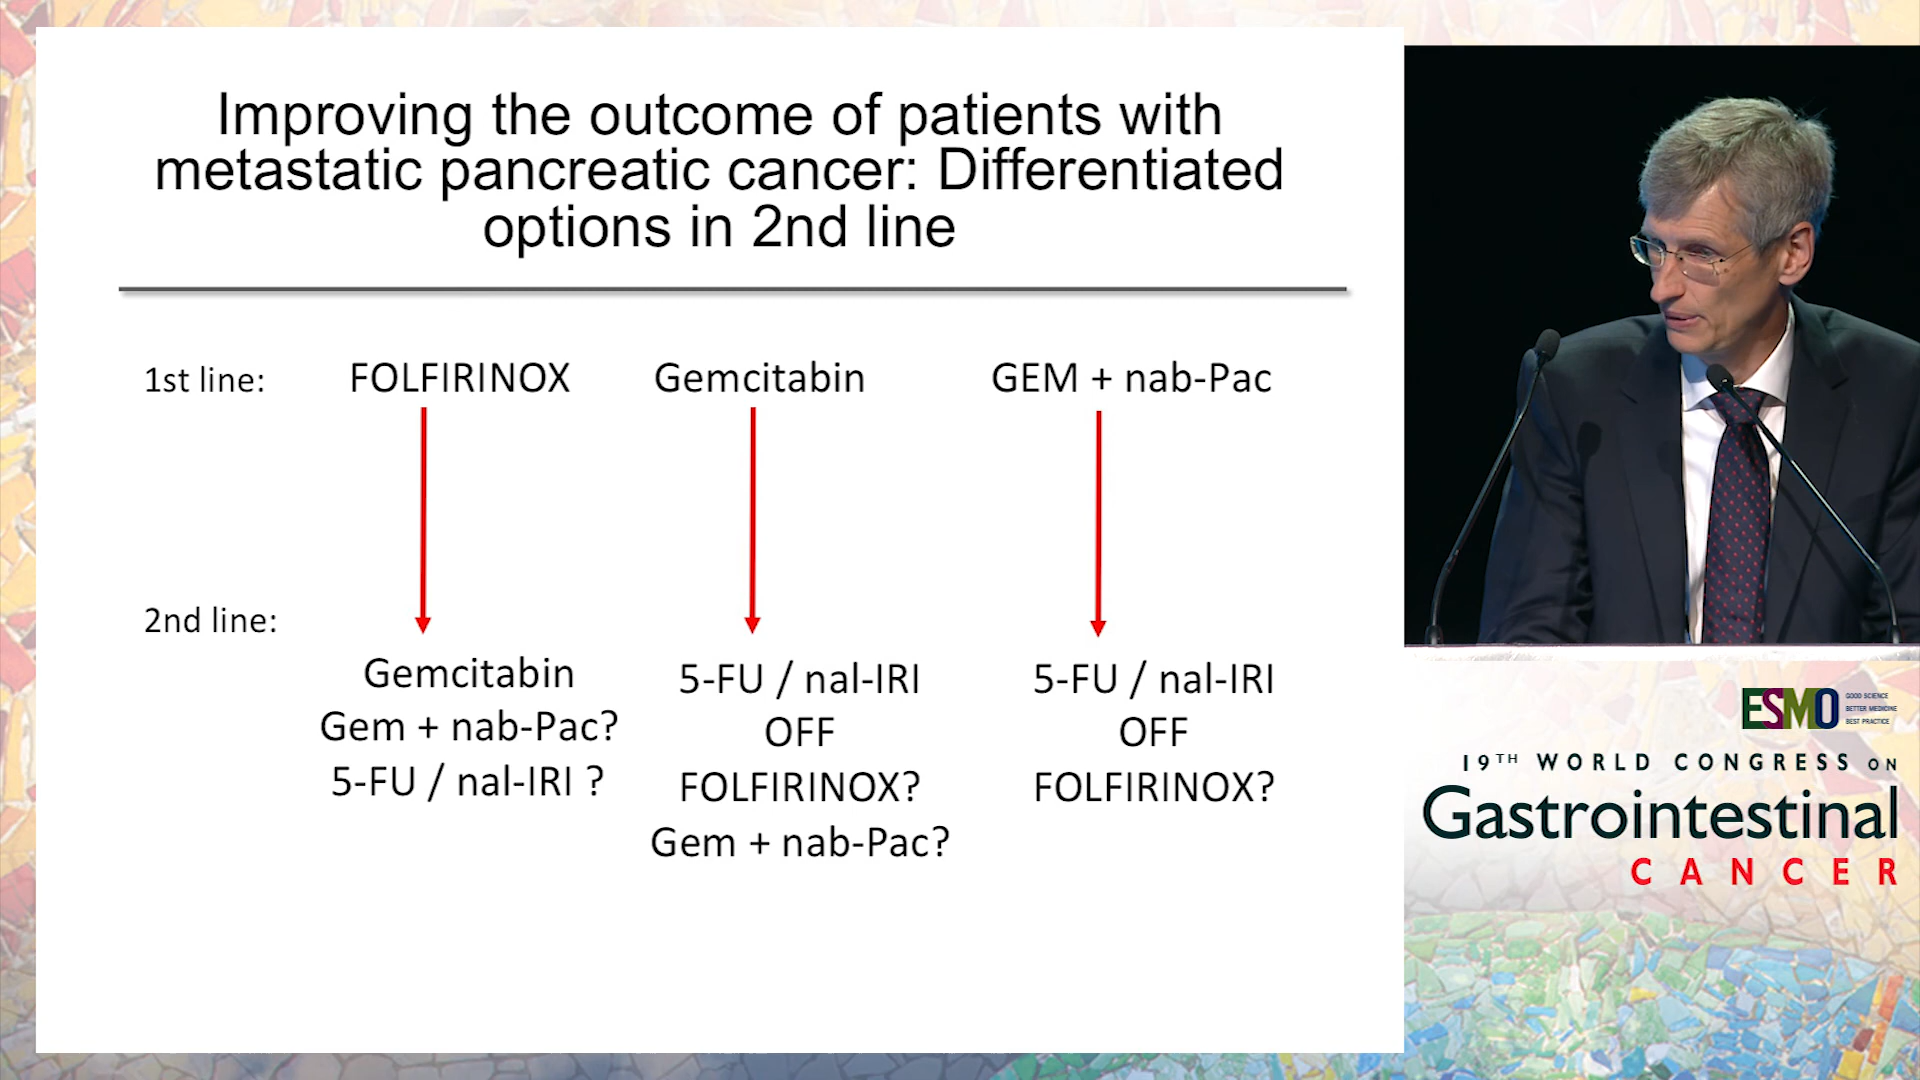 Improving the outcome of patients with
metastatic pancreatic cancer: Differentiated
options in 2nd line
1st line:
FOLFIRINOX
Gemcitabin
GEM + nab-Pac
2nd line:
Gemcitabin
Gem + nab-Pac?
5-FU / nal-IRI ?
5-FU / nal-IRI
OFF
FOLFIRINOX?
Gem + nab-Pac?
5-FU / nal-IRI
OFF
FOLFIRINOX?
ESMO
GOOD SCIENCE
BETTER MEDICINE
BEST PRACTICE
19TH WORLD CONGRESS ON
Gastrointestinal
CANCER